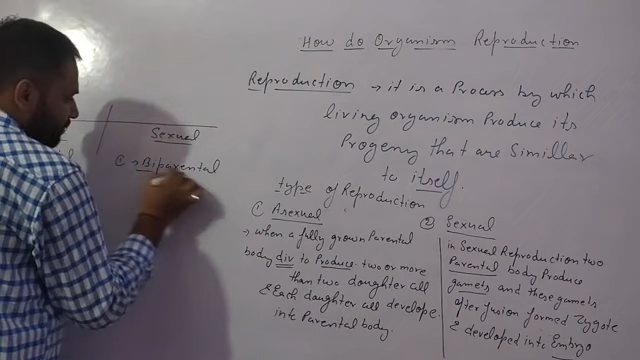 How do Organism Reproduction
Reproduction → it is a Process by which
living organism Produce its
Progeny that are Simillar
to itself.
type of Reproduction
① Asexual
→ when a fully grown Parental
body div to Produce two or more
than two daughter all
& Each daughter all develope
into Parental body.
② Sexual
in Sexual Reproduction two
Parental body Produce
gamets and these gamets
after fusion formed Zygote
& developed into Embryo
Sexual
① → Biparental